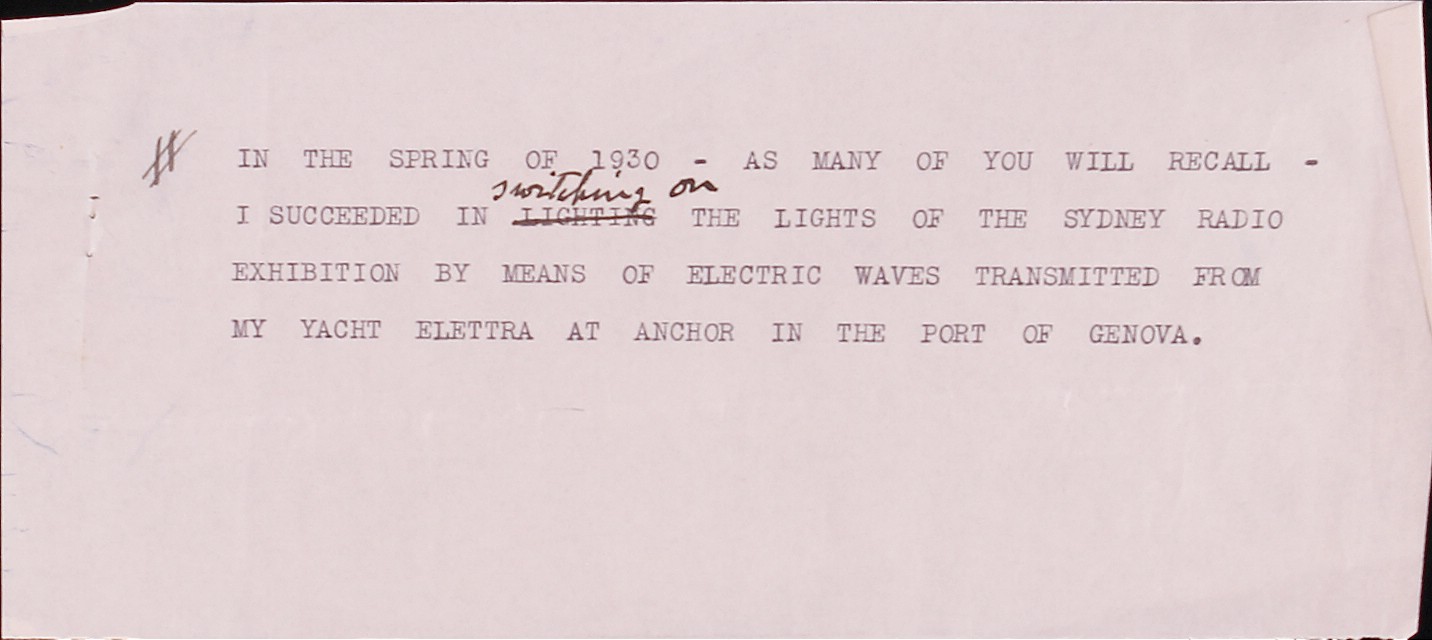 # IN THE SPRING OF 1930 - AS MANY OF YOU WILL RECALL -
switching on
I SUCCEEDED IN LIGHTING THE LIGHTS OF THE SYDNEY RADIO
EXHIBITION BY MEANS OF ELECTRIC WAVES TRANSMITTED FROM
MY YACHT ELETTRA AT ANCHOR IN THE PORT OF GENOVA.